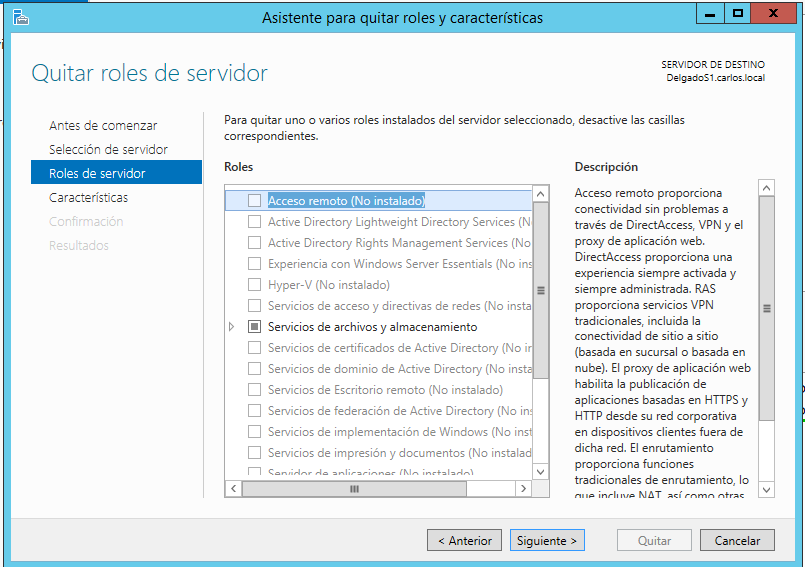 Asistente para quitar roles y características
Quitar roles de servidor
SERVIDOR DE DESTINO
DelgadoS1.carlos.local
Antes de comenzar
Selección de servidor
Roles de servidor
Características
Confirmación
Resultados
Para quitar uno o varios roles instalados del servidor seleccionado, desactive las casillas
correspondientes.
Roles
Acceso remoto (No instalado)
Active Directory Lightweight Directory Services (N
Active Directory Rights Management Services (No
Experiencia con Windows Server Essentials (No ins
Hyper-V (No instalado)
Servicios de acceso y directivas de redes (No insta
Servicios de archivos y almacenamiento
Servicios de certificados de Active Directory (No in
Servicios de dominio de Active Directory (No insta
Servicios de Escritorio remoto (No instalado)
Servicios de federación de Active Directory (No ins
Servicios de implementación de Windows (No inst
Servicios de impresión y documentos (No instalad
Servidor de aplicaciones (No instalado)
Descripción
Acceso remoto proporciona
conectividad sin problemas a
través de DirectAccess, VPN y el
proxy de aplicación web.
DirectAccess proporciona una
experiencia siempre activada y
siempre administrada. RAS
proporciona servicios VPN
tradicionales, incluida la
conectividad de sitio a sitio
(basada en sucursal o basada en
nube). El proxy de aplicación web
habilita la publicación de
aplicaciones basadas en HTTPS y
HTTP desde su red corporativa
en dispositivos clientes fuera de
dicha red. El enrutamiento
proporciona funciones
tradicionales de enrutamiento, lo
que incluye NAT, así como otras
< Anterior
Siguiente >
Quitar
Cancelar